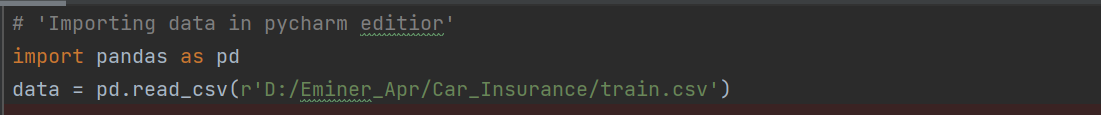 # 'Importing data in pycharm editior'
import pandas as pd
data = pd.read_csv(r'D:/Eminer_Apr/Car_Insurance/train.csv')